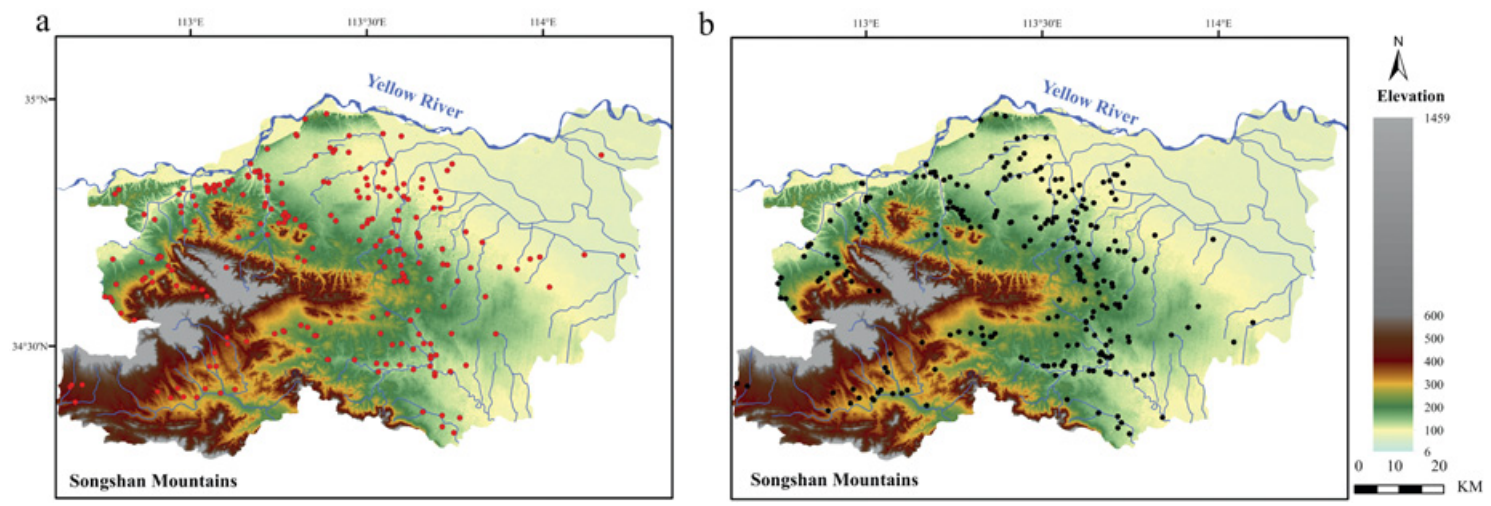 a
113°E
113°30'E
114°E
35°N
34°30'N
Yellow River
Songshan Mountains
b
113°E
113°30'E
114°E
Yellow River
Songshan Mountains
N
Elevation
1459
600
500
400
300
200
100
6
0 10 20
KM